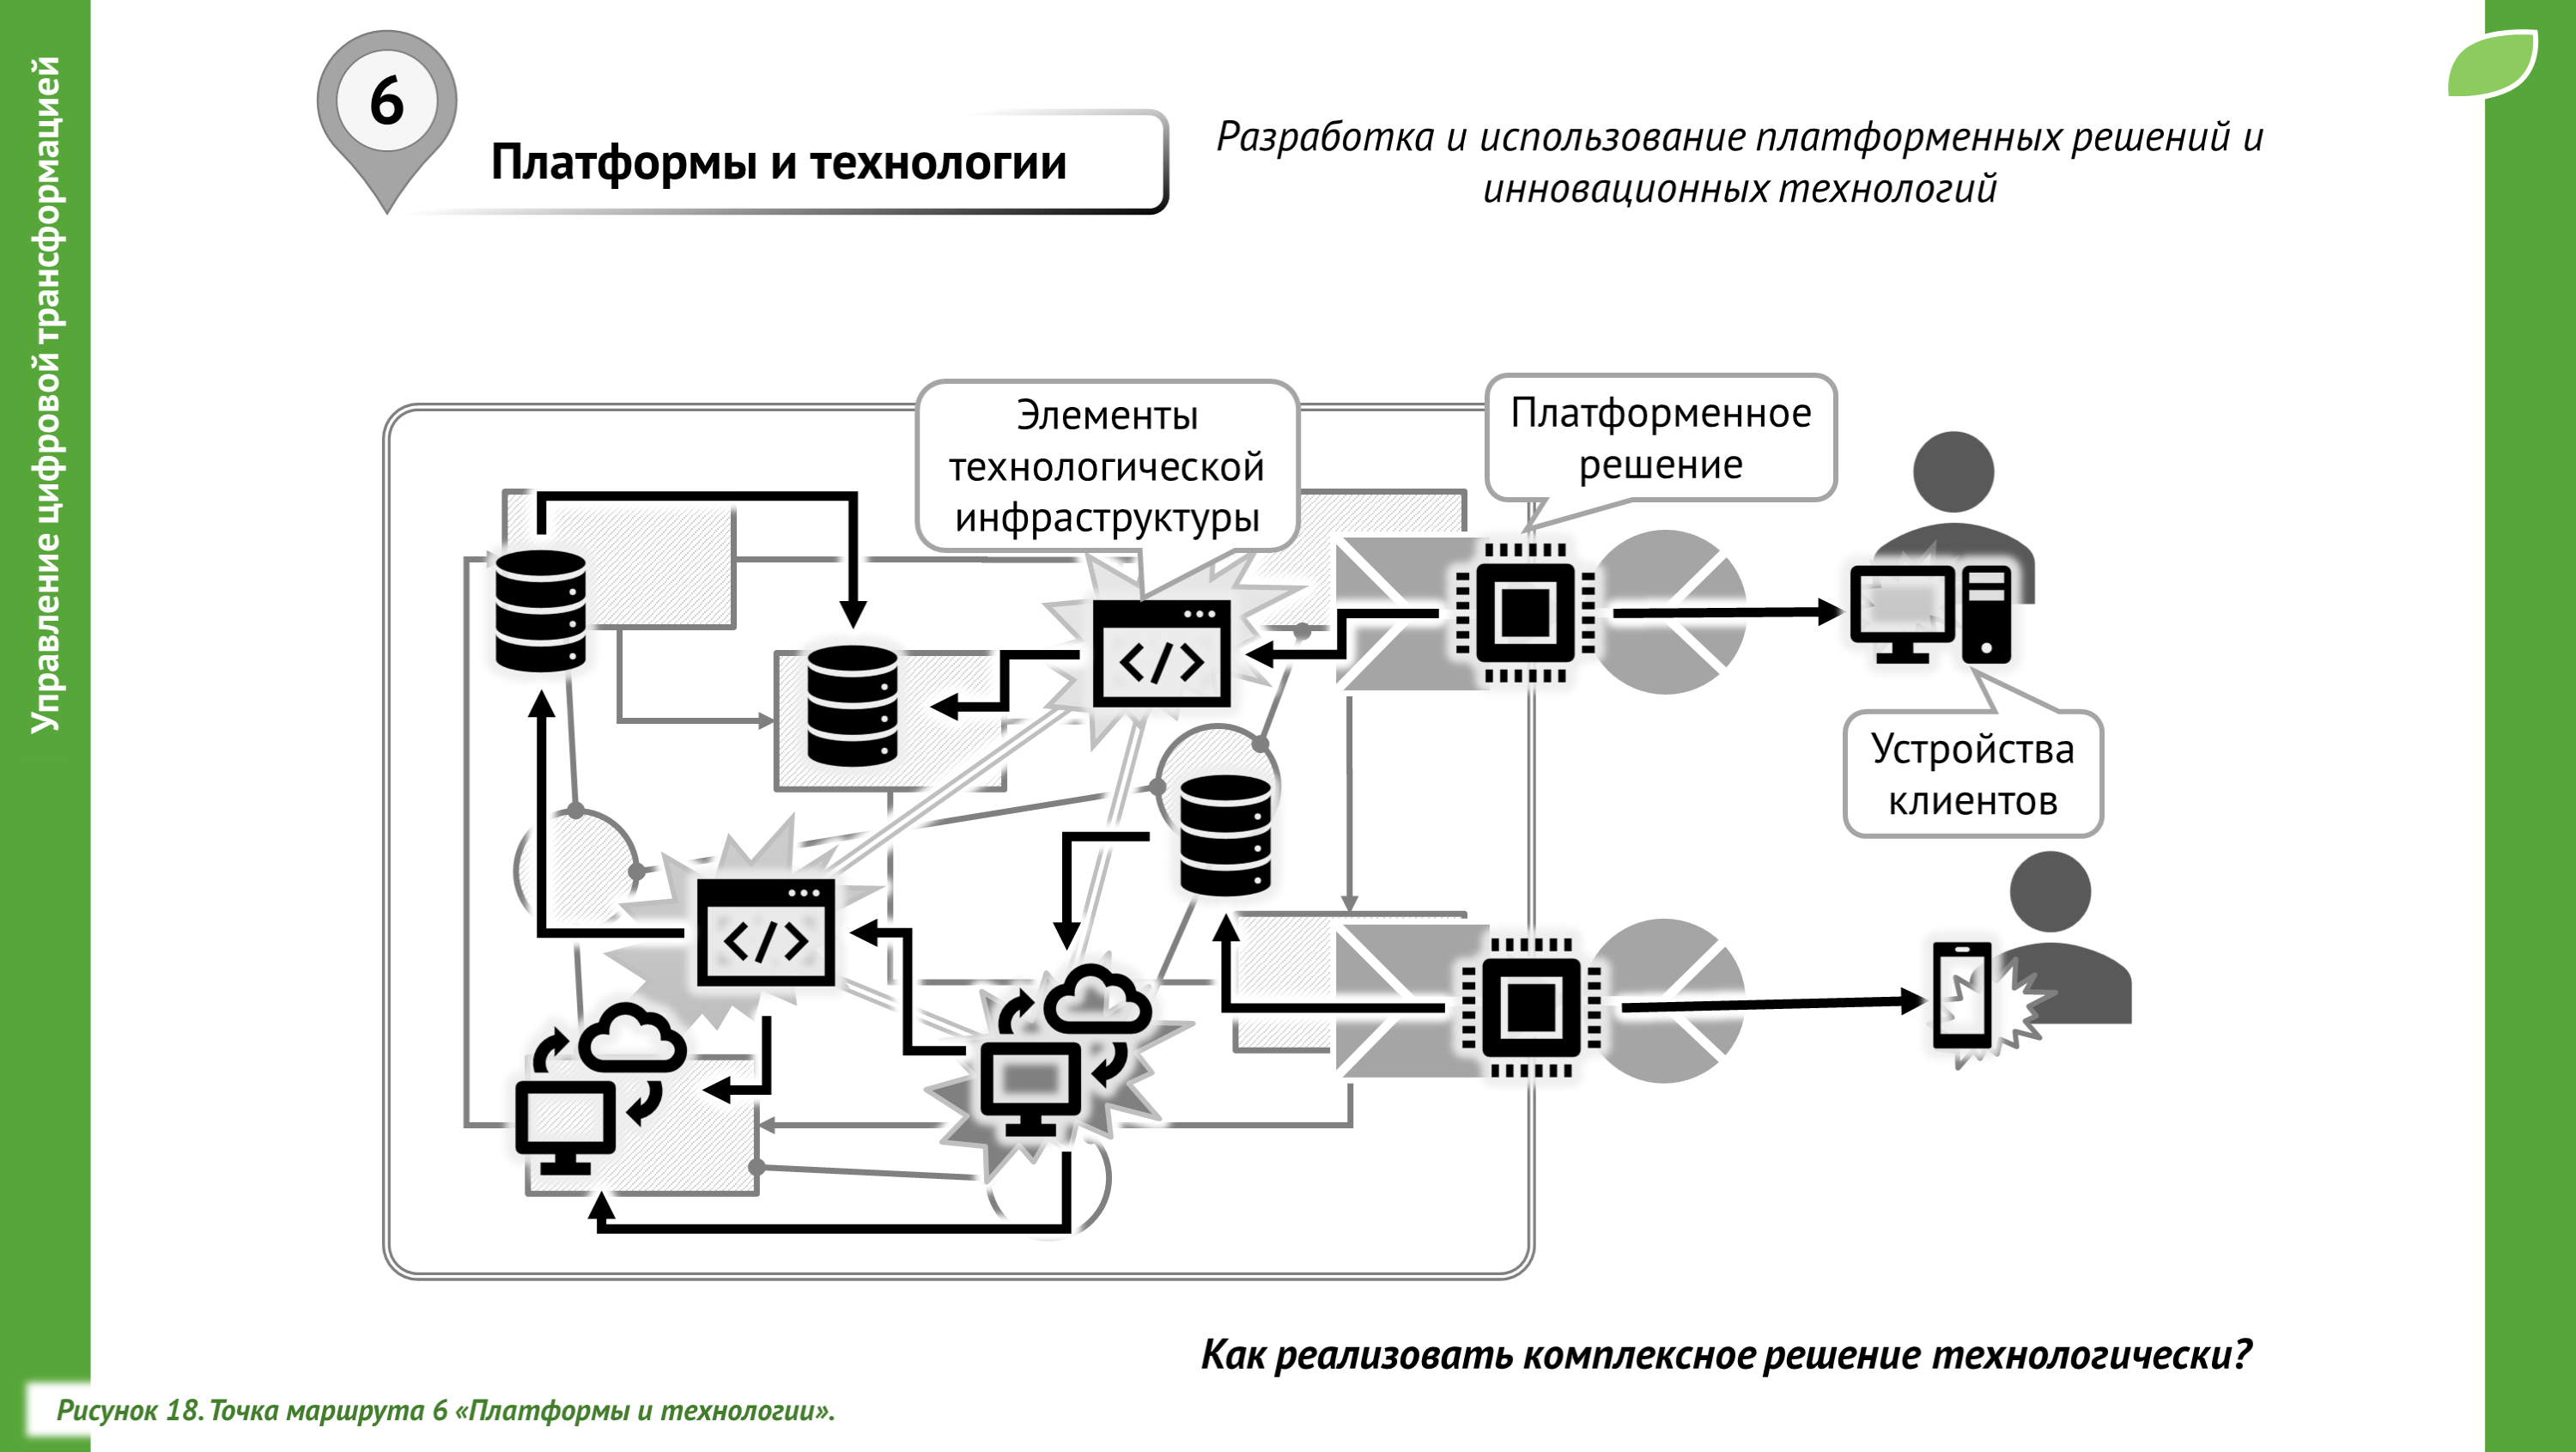 Управление цифровой трансформацией
6
Платформы и технологии
Разработка и использование платформенных решений и
инновационных технологий
Элементы
технологической
инфраструктуры
Платформенное
решение
</>
Устройства
клиентов
</>
Как реализовать комплексное решение технологически?
Рисунок 18. Точка маршрута 6 «Платформы и технологии».